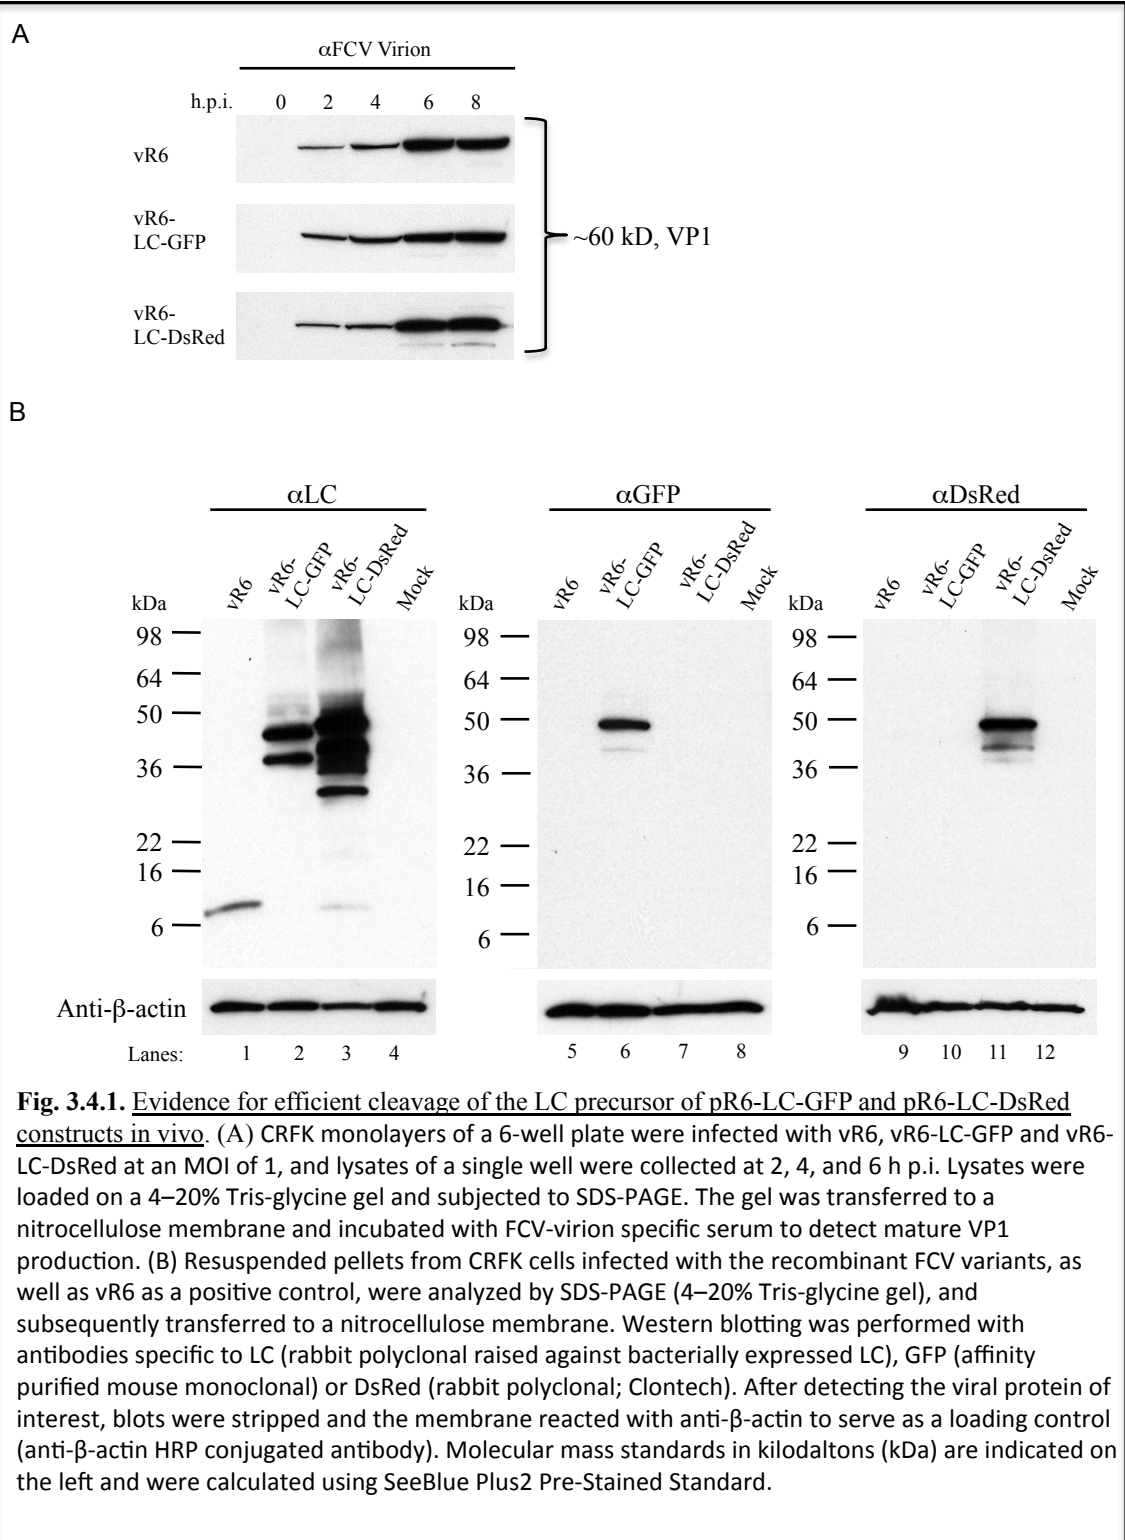 A
αFCV Virion
h.p.i. 0 2 4 6 8
vR6
vR6-
LC-GFP
~60 kD, VP1
vR6-
LC-DsRed
B
αLC αGFP αDsRed
kDa vR6 vR6-LC-GFP vR6-LC-DsRed Mock kDa vR6 vR6-LC-GFP vR6-LC-DsRed Mock kDa vR6 vR6-LC-GFP vR6-LC-DsRed Mock
98 98 98
64 64 64
50 50 50
36 36 36
22 22 22
16 16 16
6 6 6
Anti-β-actin
Lanes: 1 2 3 4 5 6 7 8 9 10 11 12
Fig. 3.4.1. Evidence for efficient cleavage of the LC precursor of pR6-LC-GFP and pR6-LC-DsRed
constructs in vivo. (A) CRFK monolayers of a 6-well plate were infected with vR6, vR6-LC-GFP and vR6-
LC-DsRed at an MOI of 1, and lysates of a single well were collected at 2, 4, and 6 h p.i. Lysates were
loaded on a 4–20% Tris-glycine gel and subjected to SDS-PAGE. The gel was transferred to a
nitrocellulose membrane and incubated with FCV-virion specific serum to detect mature VP1
production. (B) Resuspended pellets from CRFK cells infected with the recombinant FCV variants, as
well as vR6 as a positive control, were analyzed by SDS-PAGE (4–20% Tris-glycine gel), and
subsequently transferred to a nitrocellulose membrane. Western blotting was performed with
antibodies specific to LC (rabbit polyclonal raised against bacterially expressed LC), GFP (affinity
purified mouse monoclonal) or DsRed (rabbit polyclonal; Clontech). After detecting the viral protein of
interest, blots were stripped and the membrane reacted with anti-β-actin to serve as a loading control
(anti-β-actin HRP conjugated antibody). Molecular mass standards in kilodaltons (kDa) are indicated on
the left and were calculated using SeeBlue Plus2 Pre-Stained Standard.